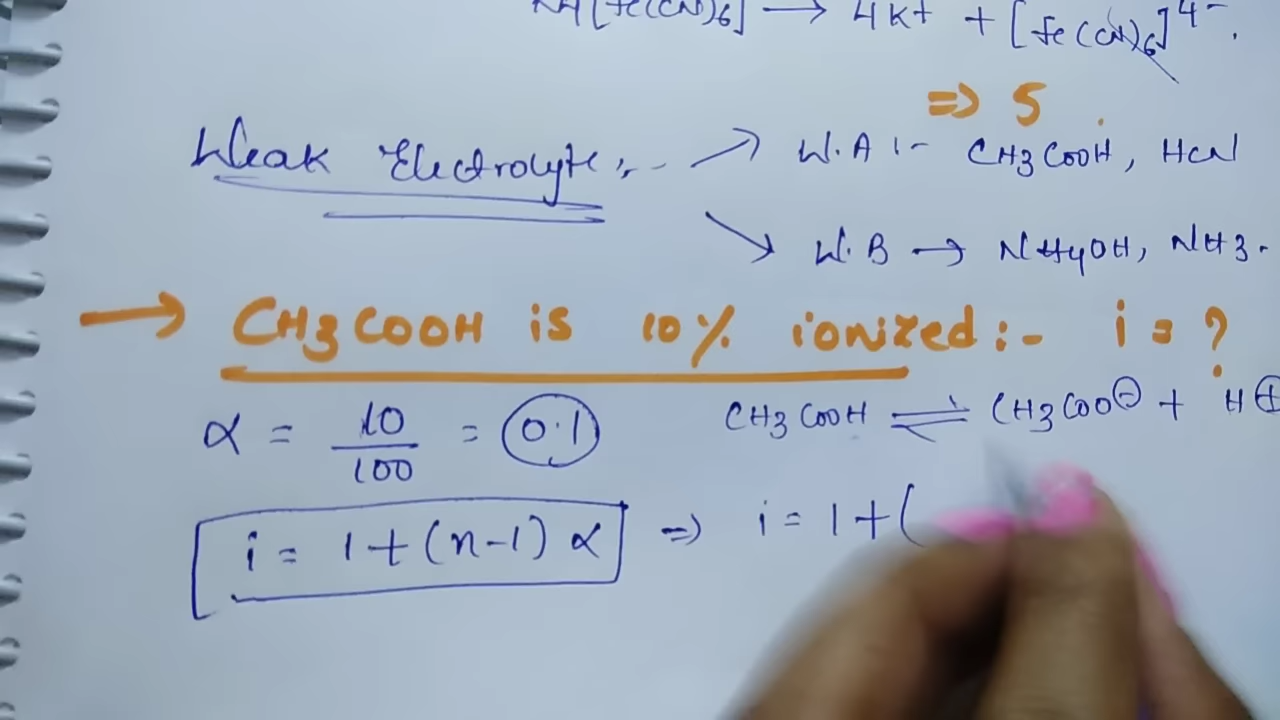 [Fe(CN)6] → 4K+ + [Fe(CN)6]4-.
=> 5
Weak Electrolyte :- → W.A :- CH3COOH, HCN
→ W.B → NH4OH, NH3.
→ CH3COOH is 10% ionized :- i = ?
α = 10/100 = 0.1
CH3COOH ⇌ CH3COO⊖ + H⊕
i = 1+(n-1) α => i = 1+(